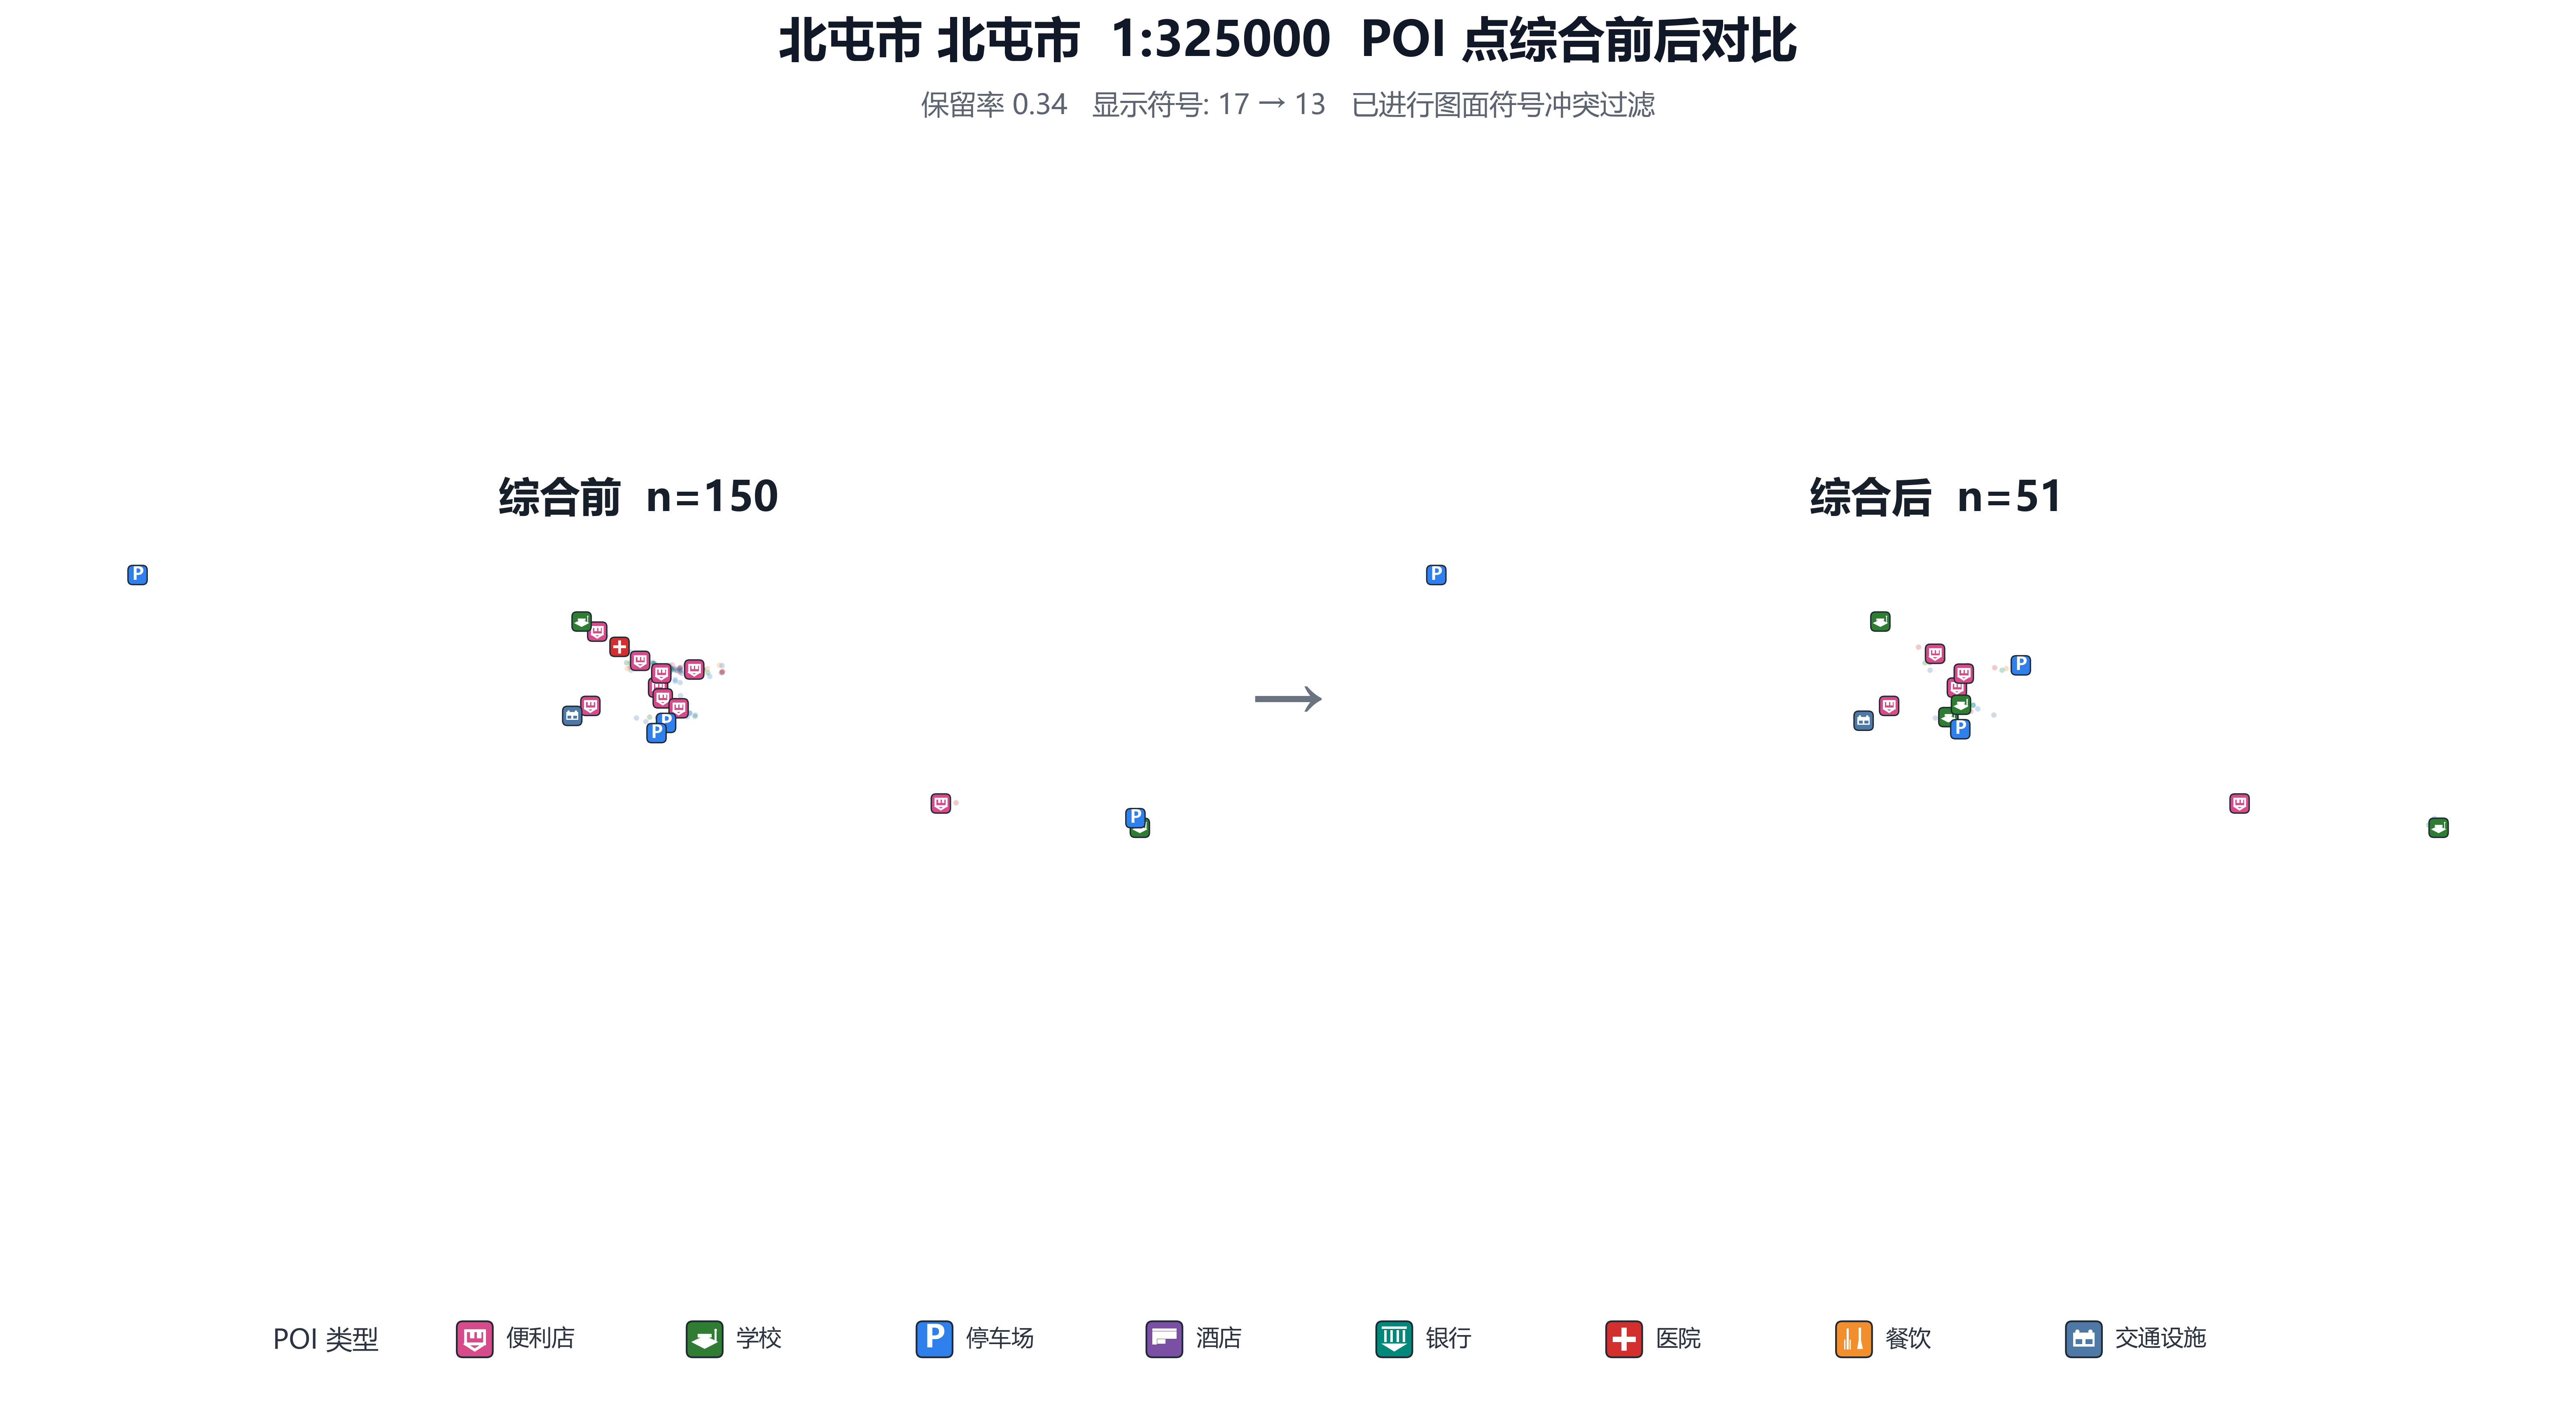 北屯市 北屯市 1:325000 POI 点综合前后对比
保留率 0.34 显示符号: 17 → 13 已进行图面符号冲突过滤
综合前 n=150
综合后 n=51
POI 类型 便利店 学校 P 停车场 酒店 银行 医院 餐饮 交通设施